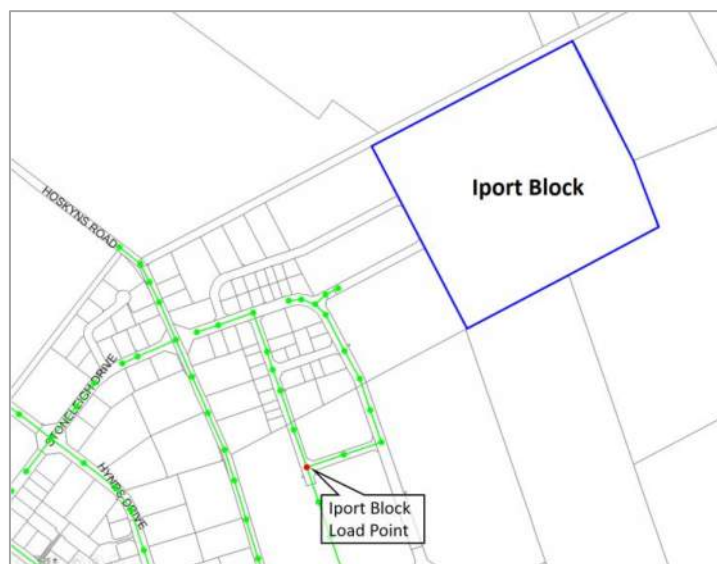 Iport Block
HOSKYNS ROAD
STONELEIGH DRIVE
HYNDS DRIVE
Iport Block
Load Point